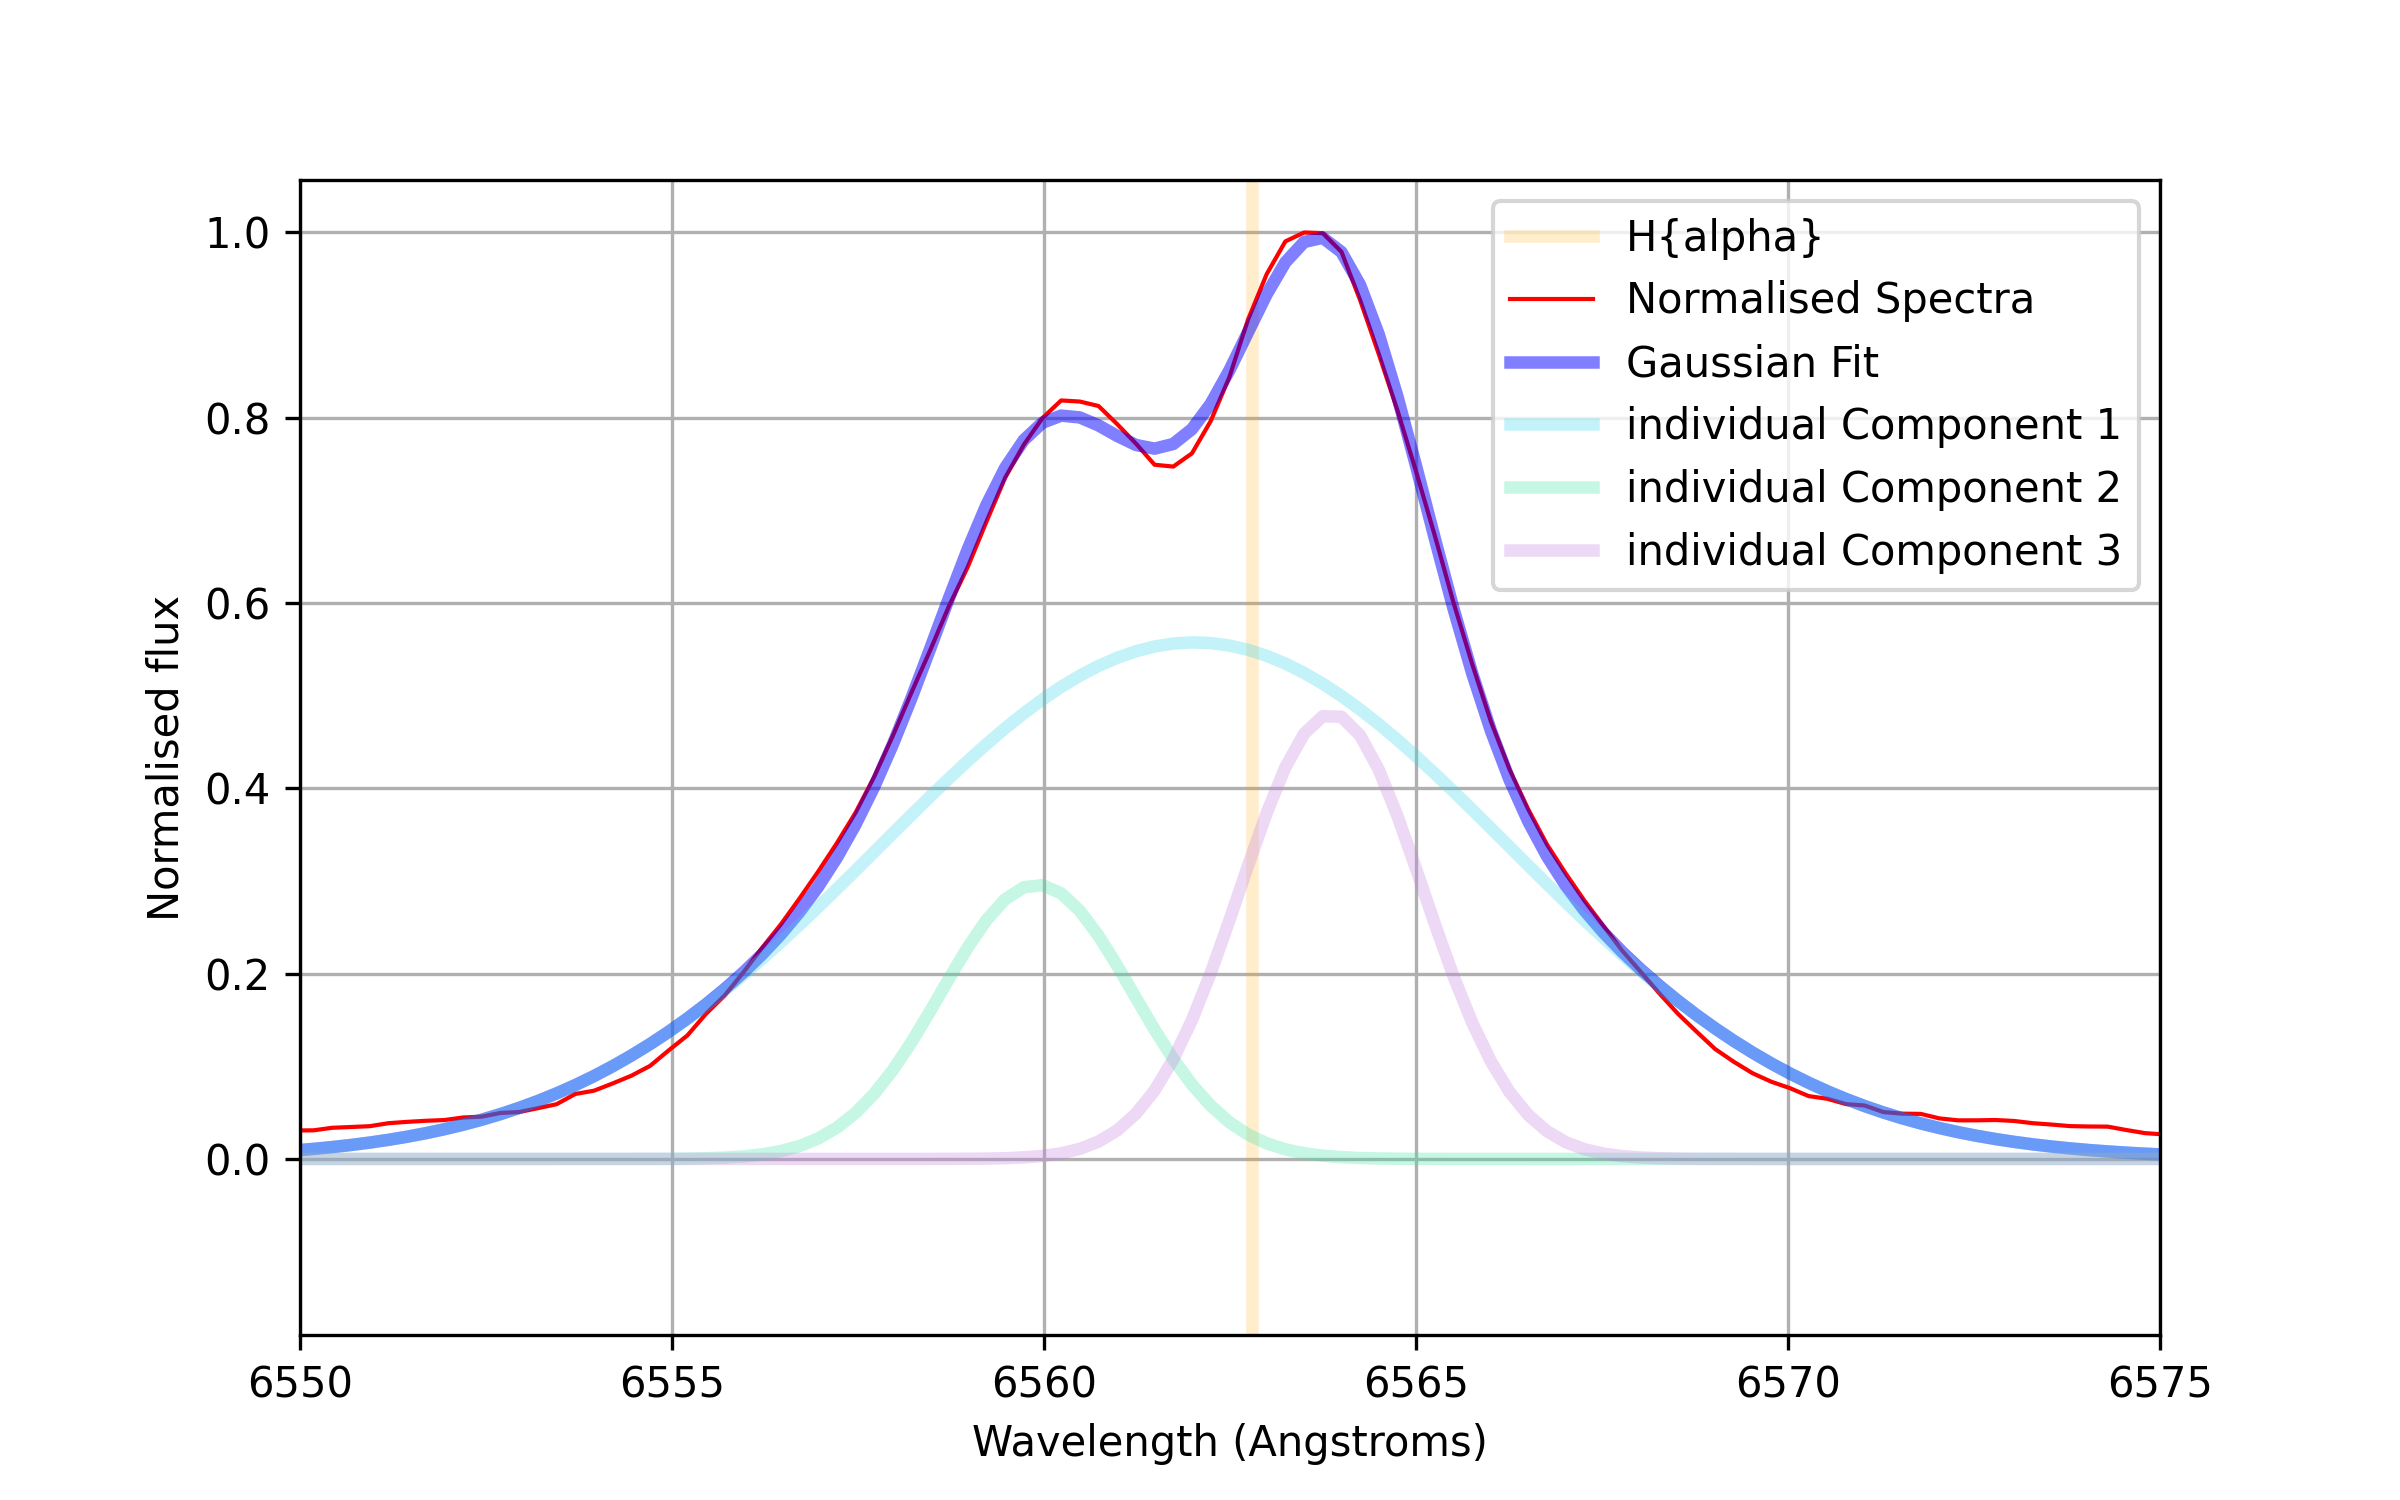 1.0
0.8
0.6
0.4
0.2
0.0
Normalised flux
H{alpha}
Normalised Spectra
Gaussian Fit
individual Component 1
individual Component 2
individual Component 3
6550 6555 6560 6565 6570 6575
Wavelength (Angstroms)